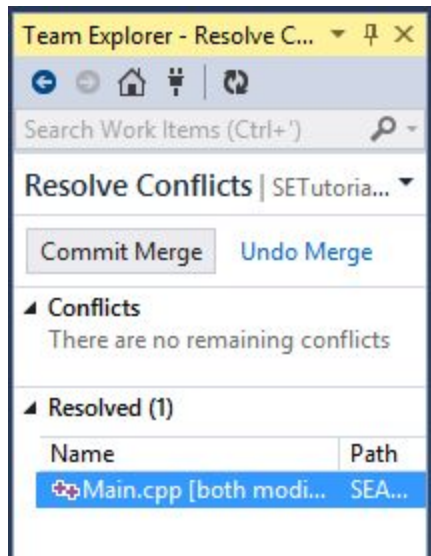 Team Explorer - Resolve C...
Search Work Items (Ctrl+')
Resolve Conflicts | SETutoria...
Commit Merge Undo Merge
Conflicts
There are no remaining conflicts
Resolved (1)
Name Path
Main.cpp [both modi... SEA...